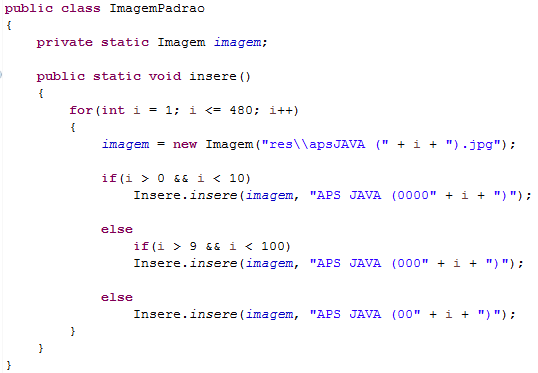 public class ImagemPadrao
{
    private static Imagem imagem;
    public static void insere()
    {
        for(int i = 1; i <= 480; i++)
        {
            imagem = new Imagem("res\\apsJAVA (" + i + ").jpg");
            if(i > 0 && i < 10)
                Insere.insere(imagem, "APS JAVA (0000" + i + ")");
            else
                if(i > 9 && i < 100)
                Insere.insere(imagem, "APS JAVA (000" + i + ")");
            else
                Insere.insere(imagem, "APS JAVA (00" + i + ")");
        }
    }
}